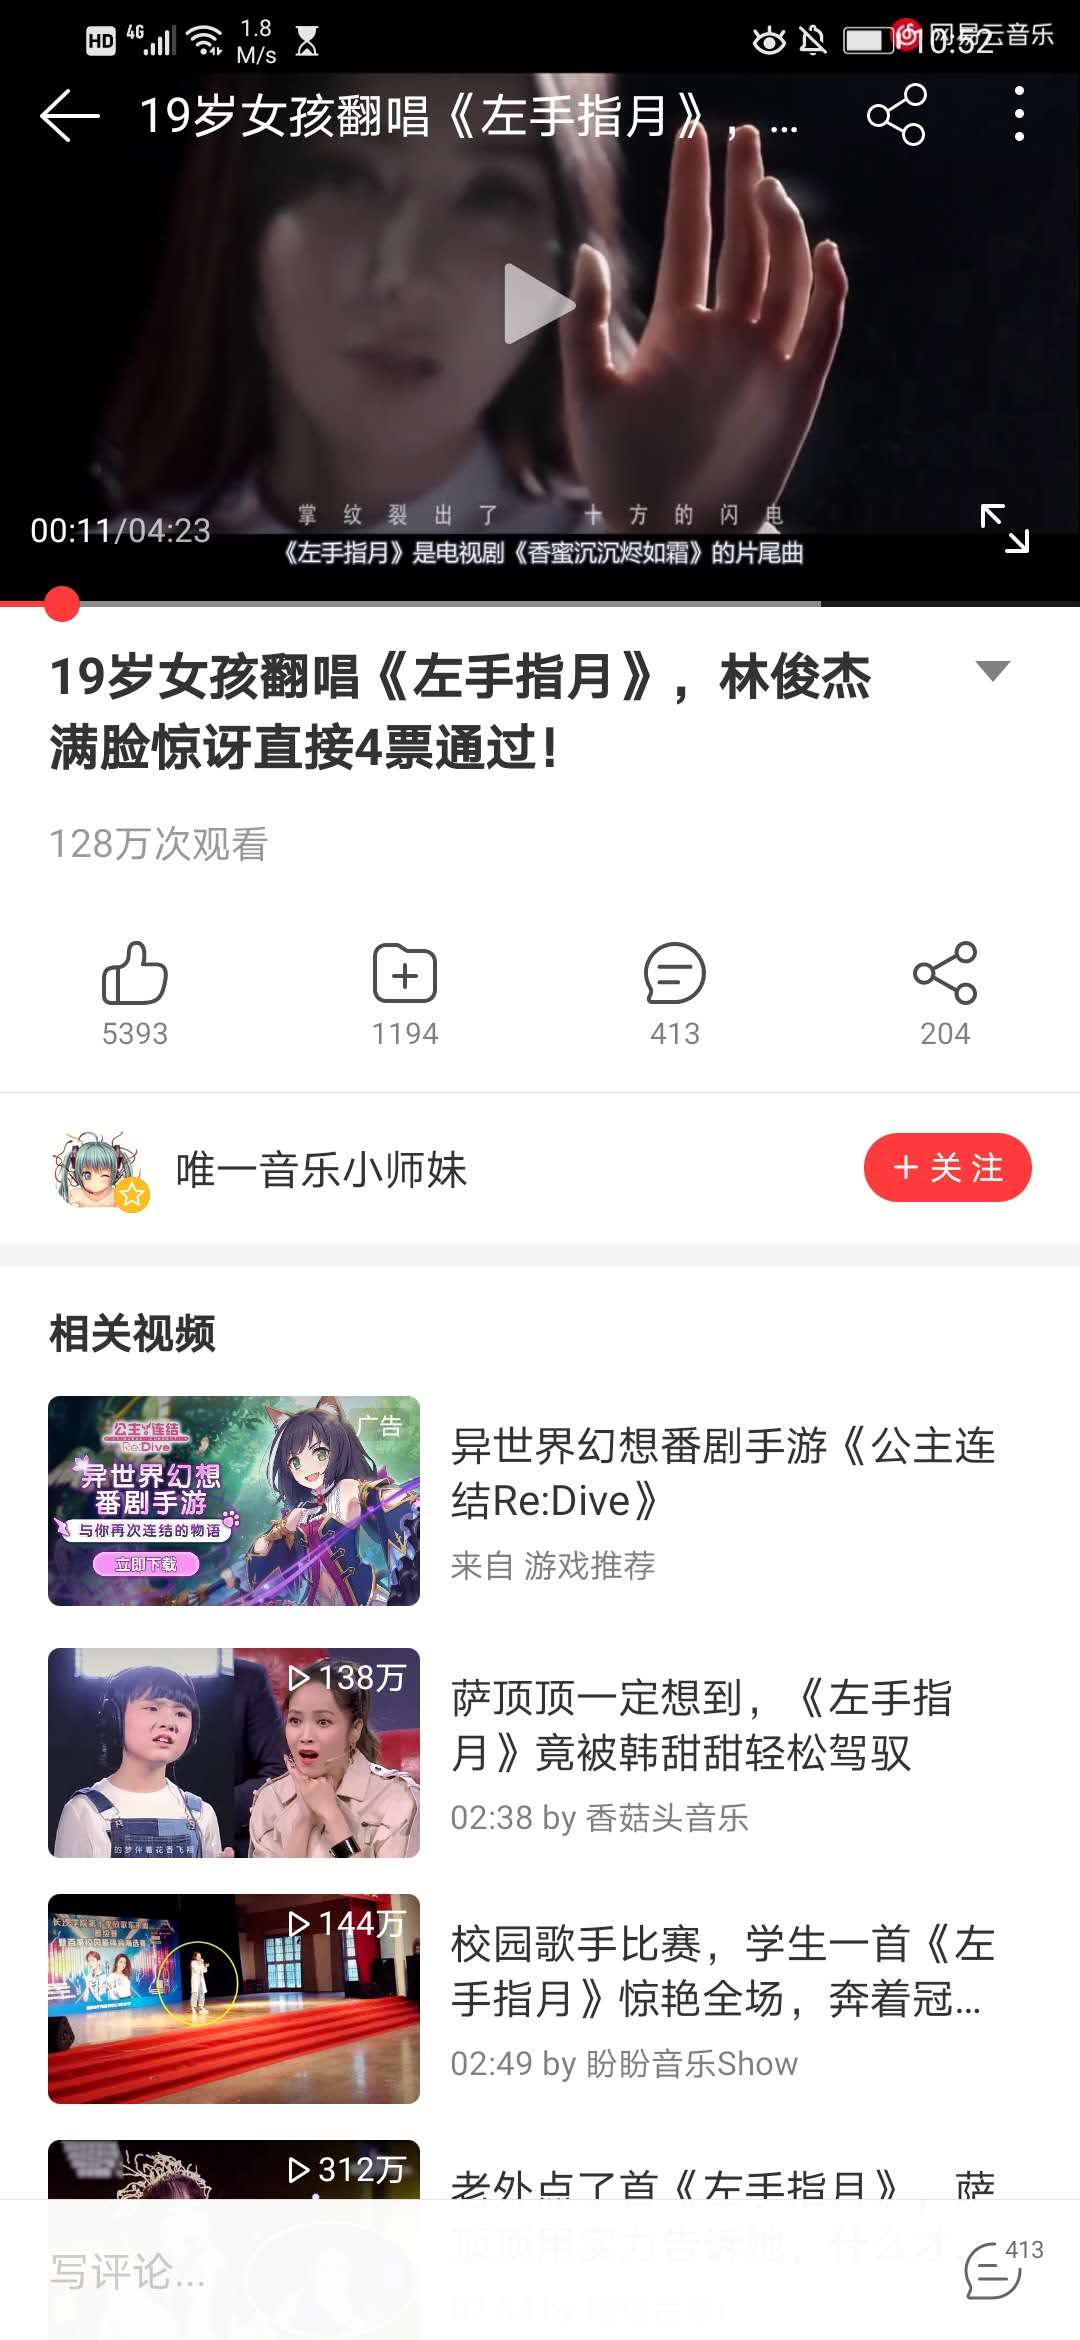 HD 4G 1.8 M/s 网易云音乐 10:52
19岁女孩翻唱《左手指月》，...
掌纹裂出了 十方的闪电
00:11/04:23
《左手指月》是电视剧《香蜜沉沉烬如霜》的片尾曲
19岁女孩翻唱《左手指月》，林俊杰
满脸惊讶直接4票通过！
128万次观看
5393 1194 413 204
唯一音乐小师妹
+ 关注
相关视频
广告
公主连结
Re:Dive
异世界幻想
番剧手游
与你再次连结的物语
立即下载
异世界幻想番剧手游《公主连
结Re:Dive》
来自 游戏推荐
138万
的梦伴着花香飞翔
萨顶顶一定想到，《左手指
月》竟被韩甜甜轻松驾驭
02:38 by 香菇头音乐
144万
校园歌手比赛，学生一首《左
手指月》惊艳全场，奔着冠...
02:49 by 盼盼音乐Show
312万
老外点了首《左手指月》，萨
顶顶用实力告诉她，什么才
写评论...
413